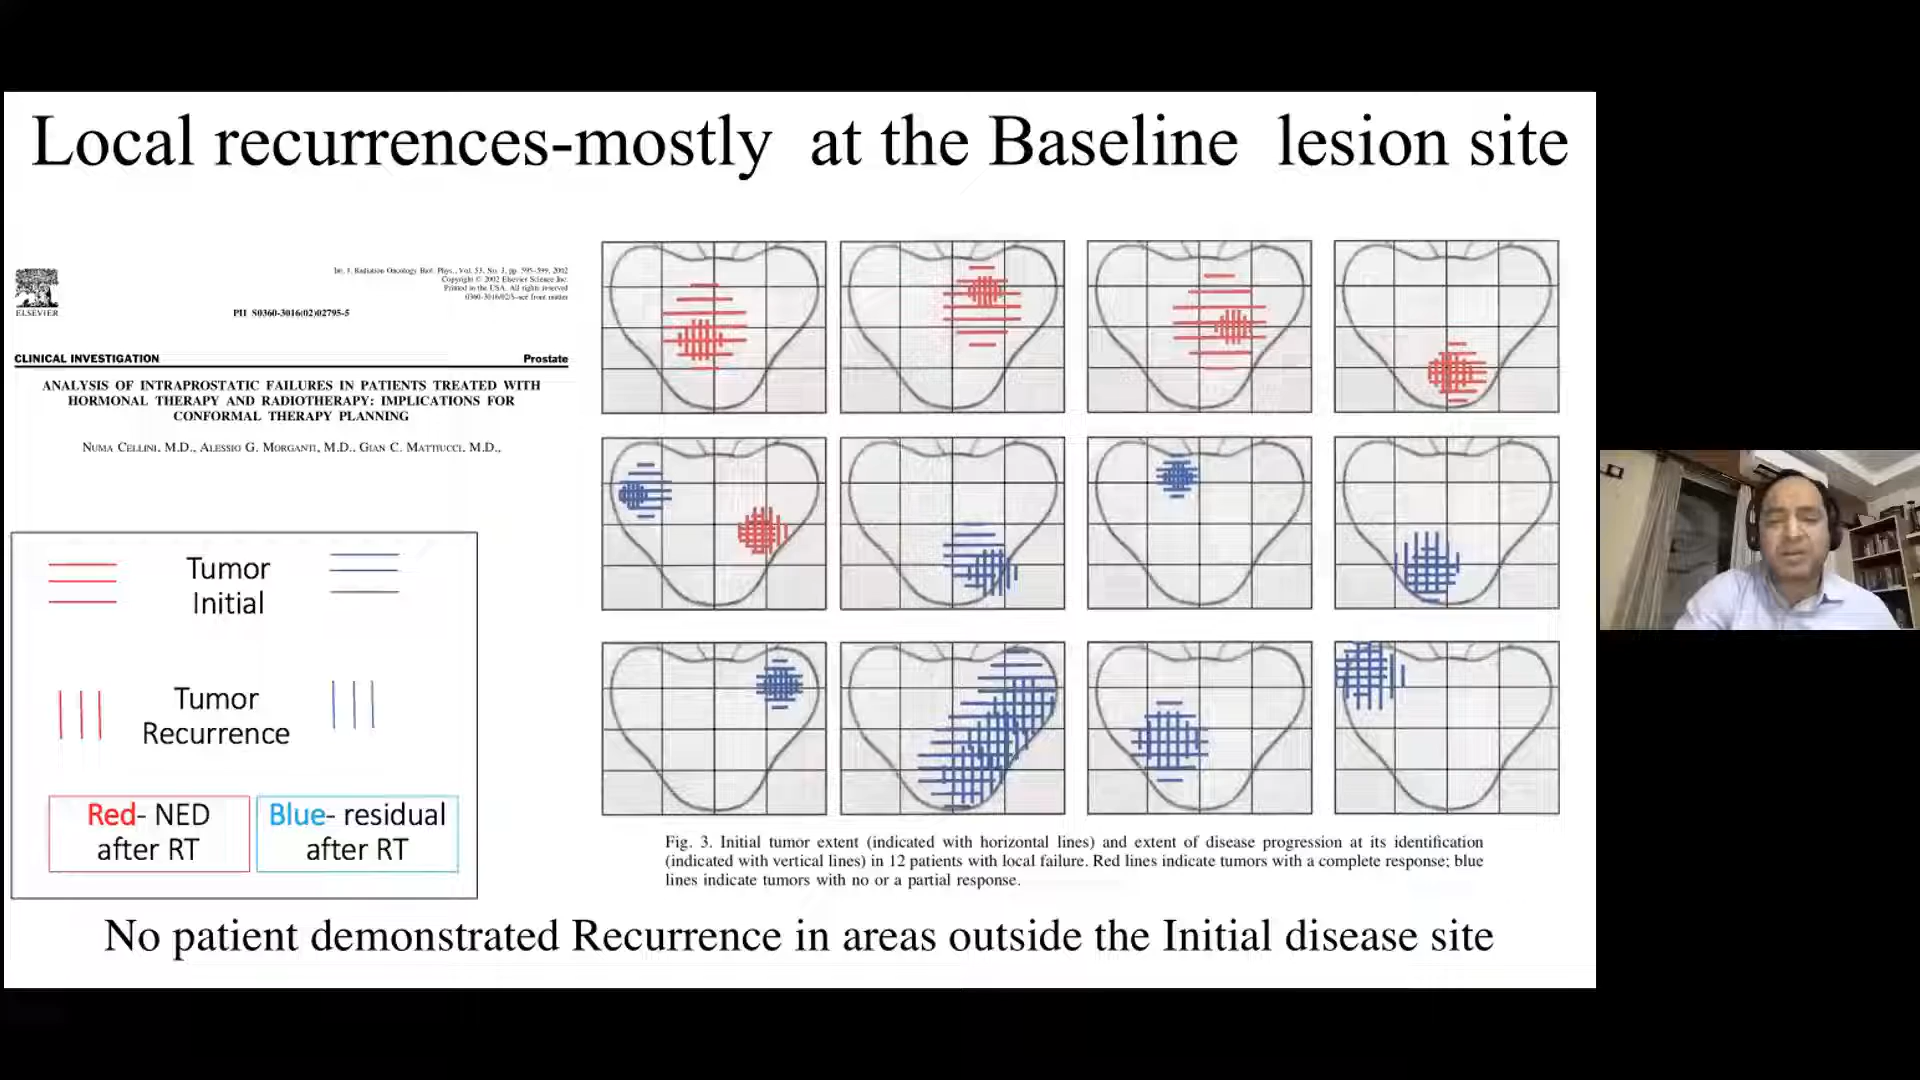 Local recurrences-mostly at the Baseline lesion site
ELSEVIER
Int. J. Radiation Oncology Biol. Phys., Vol. 53, No. 3, pp. 595–599, 2002
Copyright © 2002 Elsevier Science Inc.
Printed in the USA. All rights reserved
0360-3016/02/$–see front matter
PII S0360-3016(02)02795-5
CLINICAL INVESTIGATION Prostate
ANALYSIS OF INTRAPROSTATIC FAILURES IN PATIENTS TREATED WITH
HORMONAL THERAPY AND RADIOTHERAPY: IMPLICATIONS FOR
CONFORMAL THERAPY PLANNING
NUMA CELLINI, M.D., ALESSIO G. MORGANTI, M.D., GIAN C. MATTIUCCI, M.D.,
Tumor
Initial
Tumor
Recurrence
Red- NED
after RT
Blue- residual
after RT
Fig. 3. Initial tumor extent (indicated with horizontal lines) and extent of disease progression at its identification
(indicated with vertical lines) in 12 patients with local failure. Red lines indicate tumors with a complete response; blue
lines indicate tumors with no or a partial response.
No patient demonstrated Recurrence in areas outside the Initial disease site